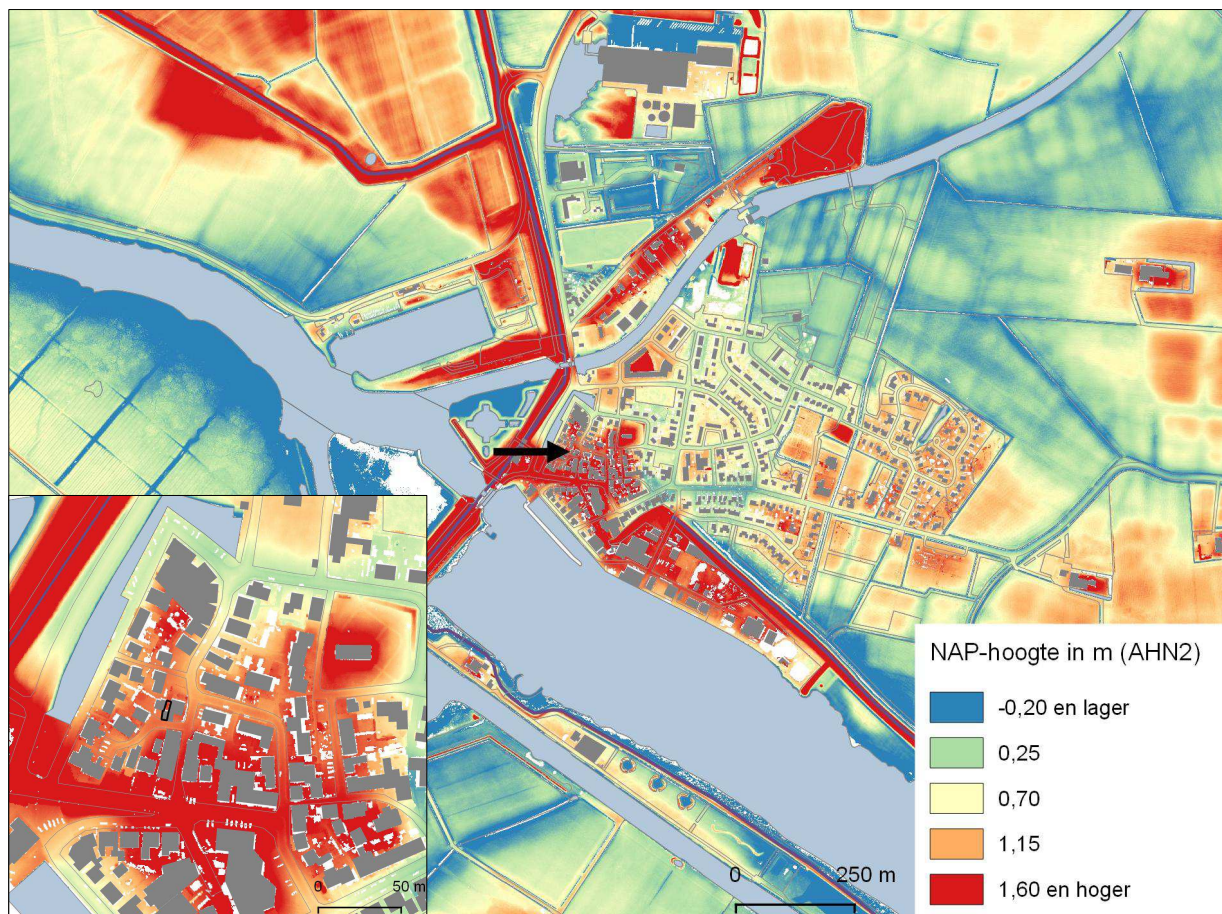 NAP-hoogte in m (AHN2)
-0,20 en lager
0,25
0,70
1,15
1,60 en hoger
0 50 m
0 250 m